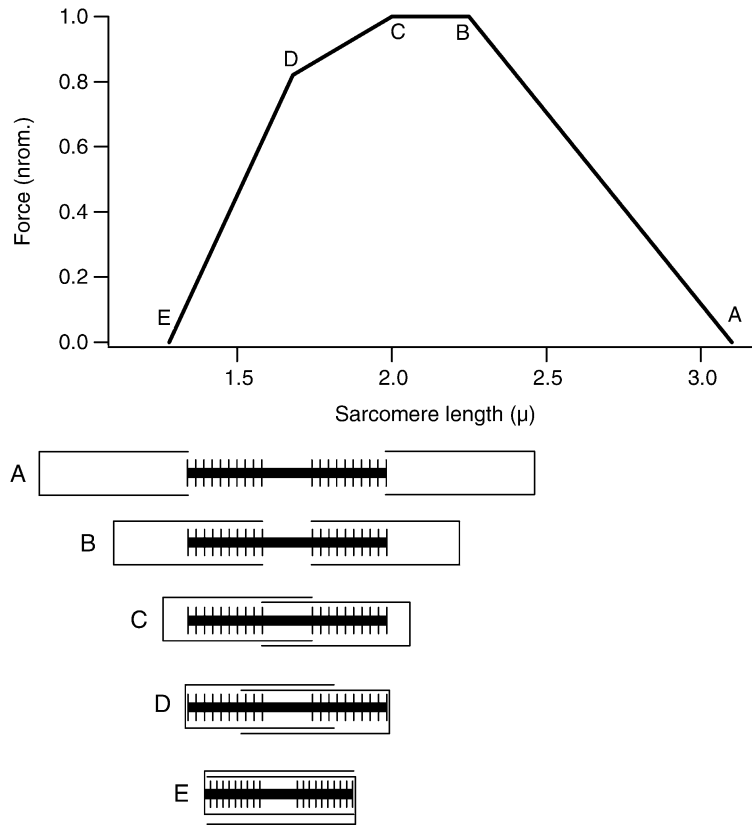 1.0
0.8
0.6
0.4
0.2
0.0
Force (nrom.)
E
D
C
B
A
1.5
2.0
2.5
3.0
Sarcomere length (μ)
A
B
C
D
E